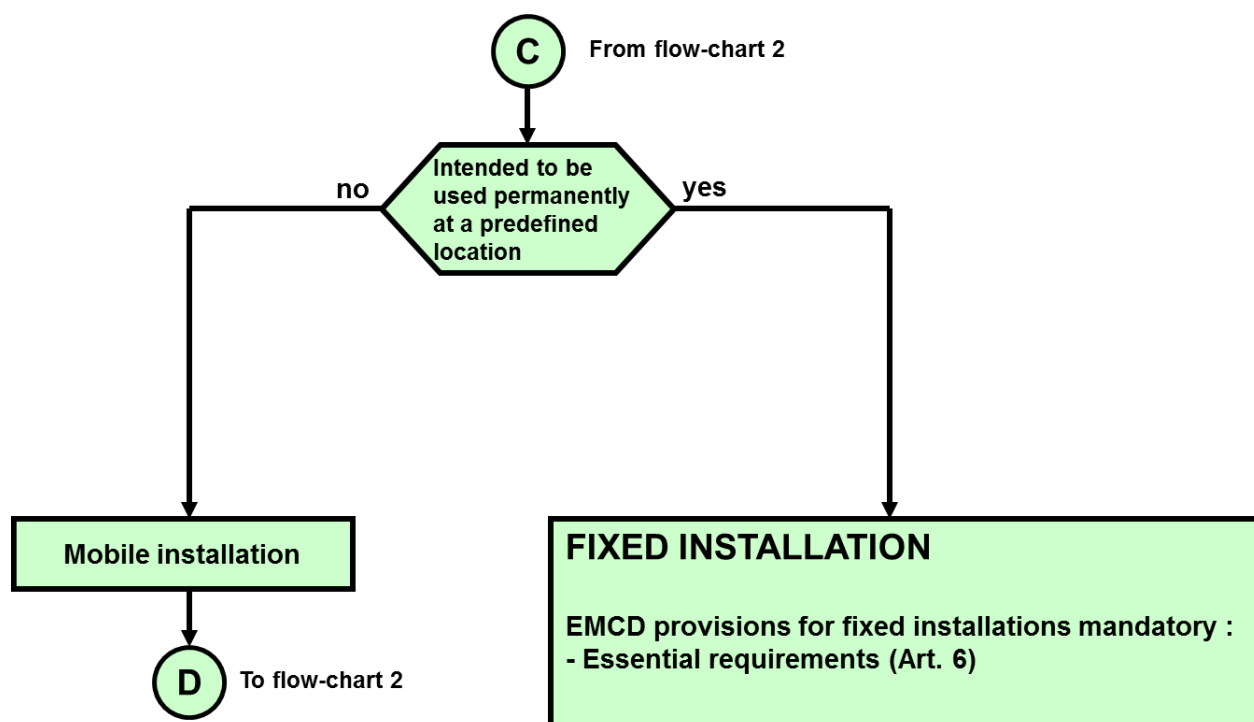 C
From flow-chart 2
Intended to be
used permanently
at a predefined
location
no
yes
Mobile installation
FIXED INSTALLATION
EMCD provisions for fixed installations mandatory :
- Essential requirements (Art. 6)
D
To flow-chart 2